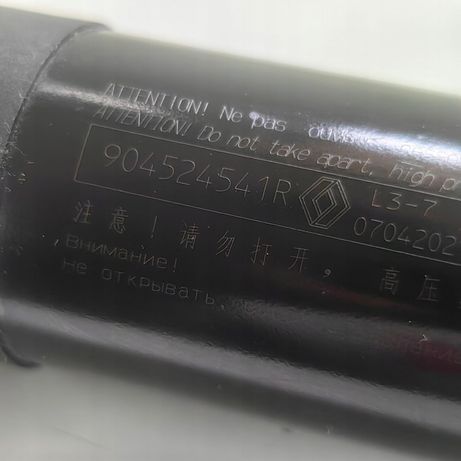 ATTENTION! Ne pas
ATTENTION! Do not take apart, high
904524541R
L3-7
0704202
注意！请勿打开，高压
Внимание!
не открывать,